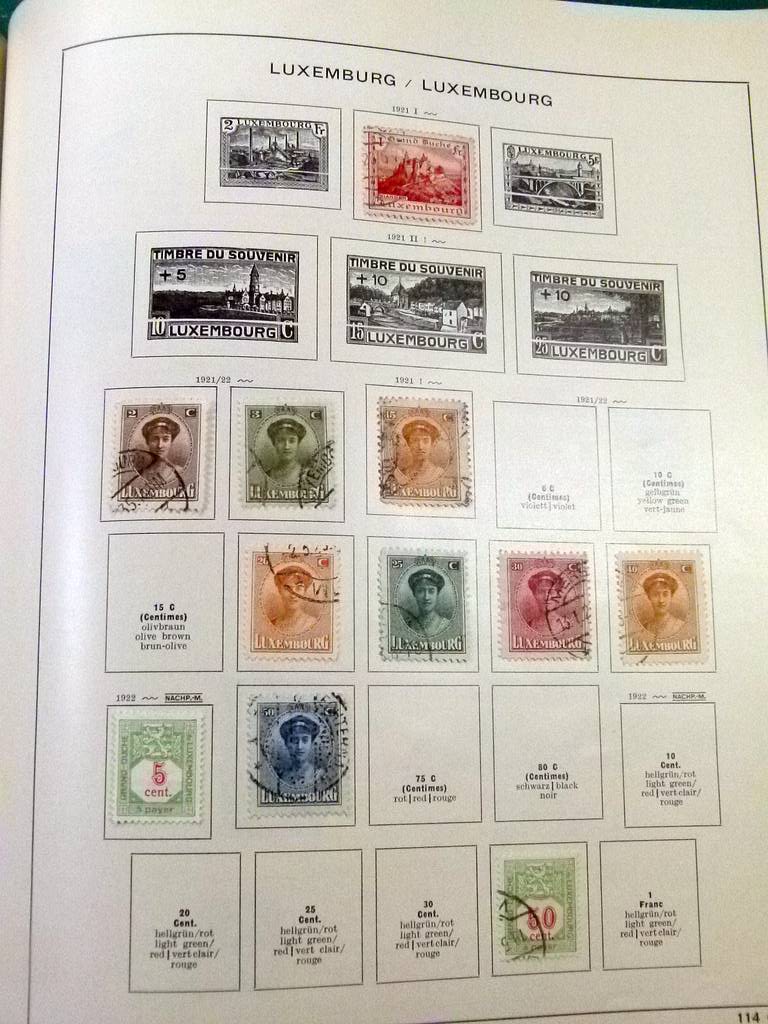 LUXEMBURG / LUXEMBOURG
1921 I
2 LUXEMBOURG Fr
Grand Duché
Luxembourg
LUXEMBOURG 5F
1921 II !
TIMBRE DU SOUVENIR
+ 5
10 LUXEMBOURG C
TIMBRE DU SOUVENIR
+ 10
15 LUXEMBOURG C
TIMBRE DU SOUVENIR
+ 10
25 LUXEMBOURG C
1921/22
1921 !
1921/22
2 C
LUXEMBOURG
3 C
LUXEMBOURG
15 C
LUXEMBOURG
6 C
(Centimes)
violett | violet
10 C
(Centimes)
gelbgrün
yellow green
vert-jaune
15 C
(Centimes)
olivbraun
olive brown
brun-olive
20 C
LUXEMBOURG
25 C
LUXEMBOURG
30 C
LUXEMBOURG
40 C
LUXEMBOURG
1922 NACHP.-M.
1922 NACHP.-M.
5
cent.
à payer
50 C
LUXEMBOURG
75 C
(Centimes)
rot | red | rouge
80 C
(Centimes)
schwarz | black
noir
10
Cent.
hellgrün/rot
light green/
red | vert clair/
rouge
20
Cent.
hellgrün/rot
light green/
red | vert clair/
rouge
25
Cent.
hellgrün/rot
light green/
red | vert clair/
rouge
30
Cent.
hellgrün/rot
light green/
red | vert clair/
rouge
50
cent.
à payer
1
Franc
hellgrün/rot
light green/
red | vert clair/
rouge
114